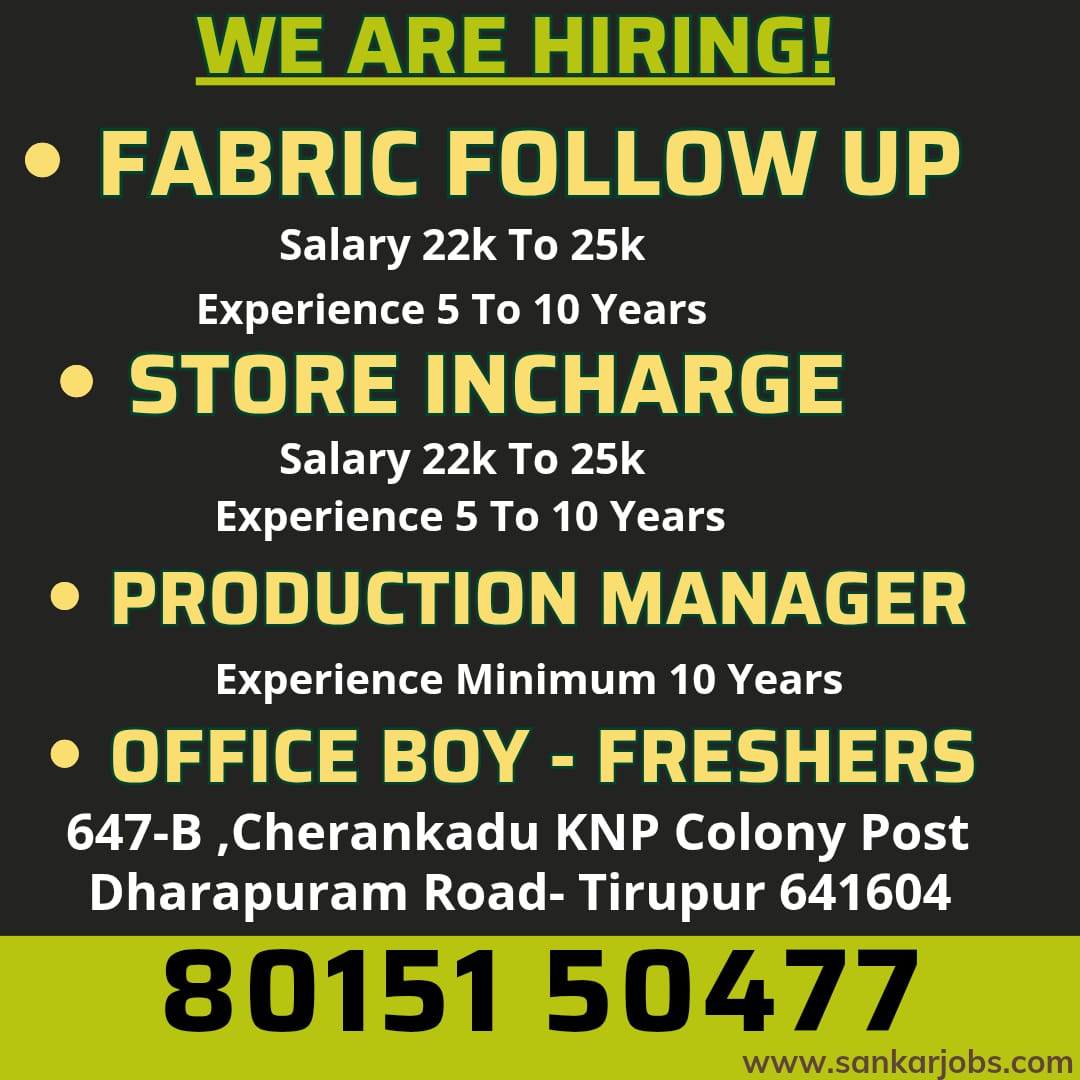 WE ARE HIRING!
• FABRIC FOLLOW UP
Salary 22k To 25k
Experience 5 To 10 Years
• STORE INCHARGE
Salary 22k To 25k
Experience 5 To 10 Years
• PRODUCTION MANAGER
Experience Minimum 10 Years
• OFFICE BOY - FRESHERS
647-B ,Cherankadu KNP Colony Post
Dharapuram Road- Tirupur 641604
80151 50477
www.sankarjobs.com